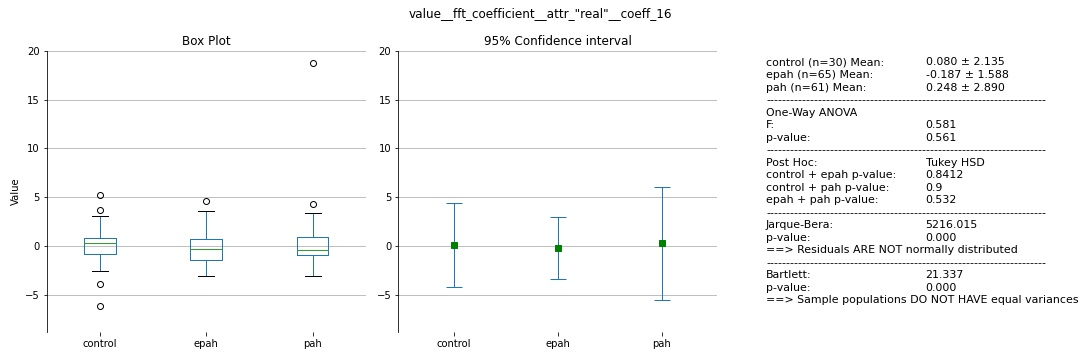 value__fft_coefficient__attr_"real"__coeff_16
Box Plot
Value
20
15
10
5
0
−5
control epah pah
95% Confidence interval
20
15
10
5
0
−5
control epah pah
control (n=30) Mean: 0.080 ± 2.135
epah (n=65) Mean: -0.187 ± 1.588
pah (n=61) Mean: 0.248 ± 2.890
One-Way ANOVA
F: 0.581
p-value: 0.561
Post Hoc: Tukey HSD
control + epah p-value: 0.8412
control + pah p-value: 0.9
epah + pah p-value: 0.532
Jarque-Bera: 5216.015
p-value: 0.000
==> Residuals ARE NOT normally distributed
Bartlett: 21.337
p-value: 0.000
==> Sample populations DO NOT HAVE equal variances